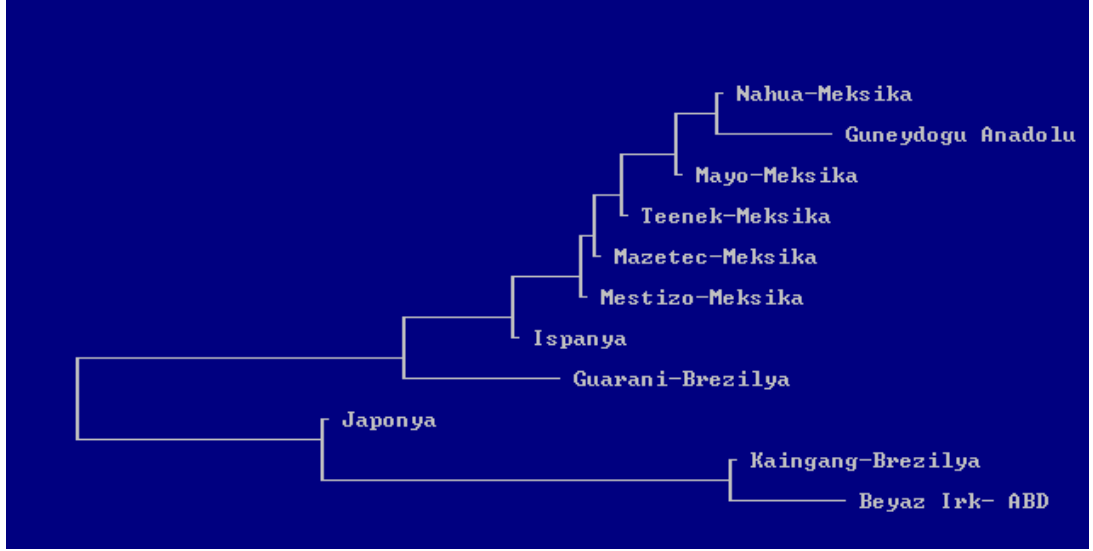 Nahua-Meksika
Guneydogu Anadolu
Mayo-Meksika
Teenek-Meksika
Mazetec-Meksika
Mestizo-Meksika
Ispanya
Guarani-Brezilya
Japonya
Kaingang-Brezilya
Beyaz Irk- ABD